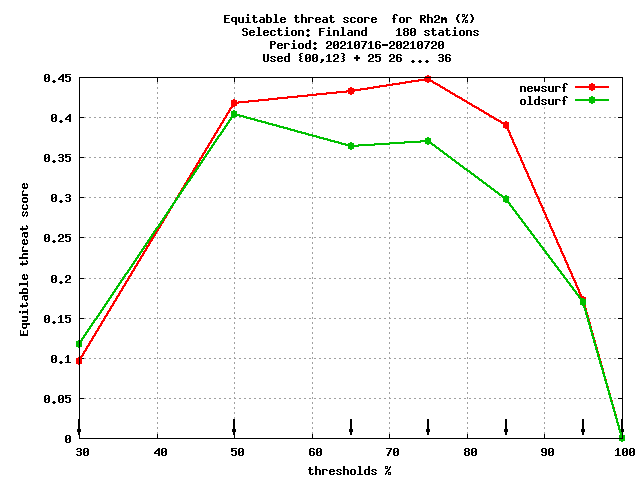 Equitable threat score  for Rh2m (%)
Selection: Finland    180 stations
Period: 20210716-20210720
Used {00,12} + 25 26 ... 36
newsurf
oldsurf
Equitable threat score
0.45
0.4
0.35
0.3
0.25
0.2
0.15
0.1
0.05
0
30 40 50 60 70 80 90 100
thresholds %